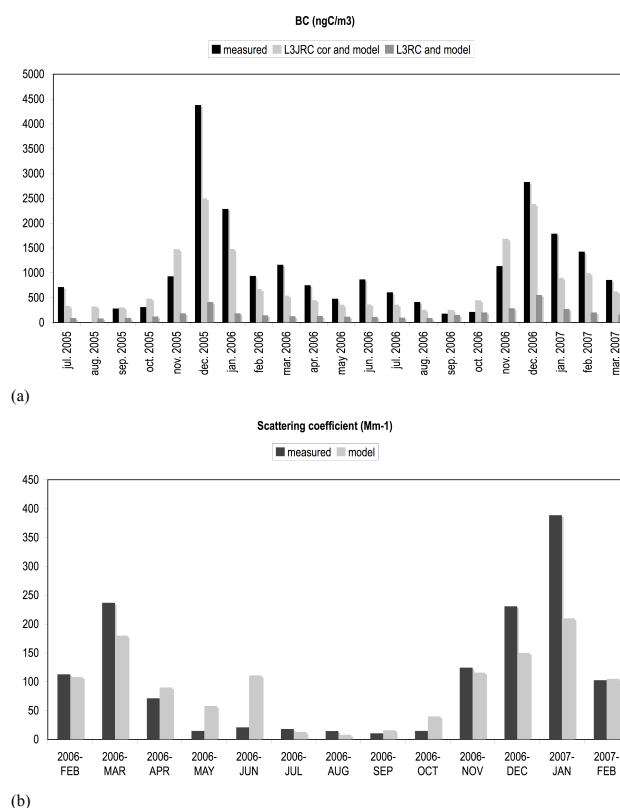 BC (ngC/m3)
measured L3JRC cor and model L3RC and model
5000
4500
4000
3500
3000
2500
2000
1500
1000
500
0
jul. 2005 aug. 2005 sep. 2005 oct. 2005 nov. 2005 dec. 2005 jan. 2006 feb. 2006 mar. 2006 apr. 2006 may 2006 jun. 2006 jul. 2006 aug. 2006 sep. 2006 oct. 2006 nov. 2006 dec. 2006 jan. 2007 feb. 2007 mar. 2007
(a)
Scattering coefficient (Mm-1)
measured model
450
400
350
300
250
200
150
100
50
0
2006- 2006- 2006- 2006- 2006- 2006- 2006- 2006- 2006- 2006- 2006- 2007- 2007-
FEB MAR APR MAY JUN JUL AUG SEP OCT NOV DEC JAN FEB
(b)